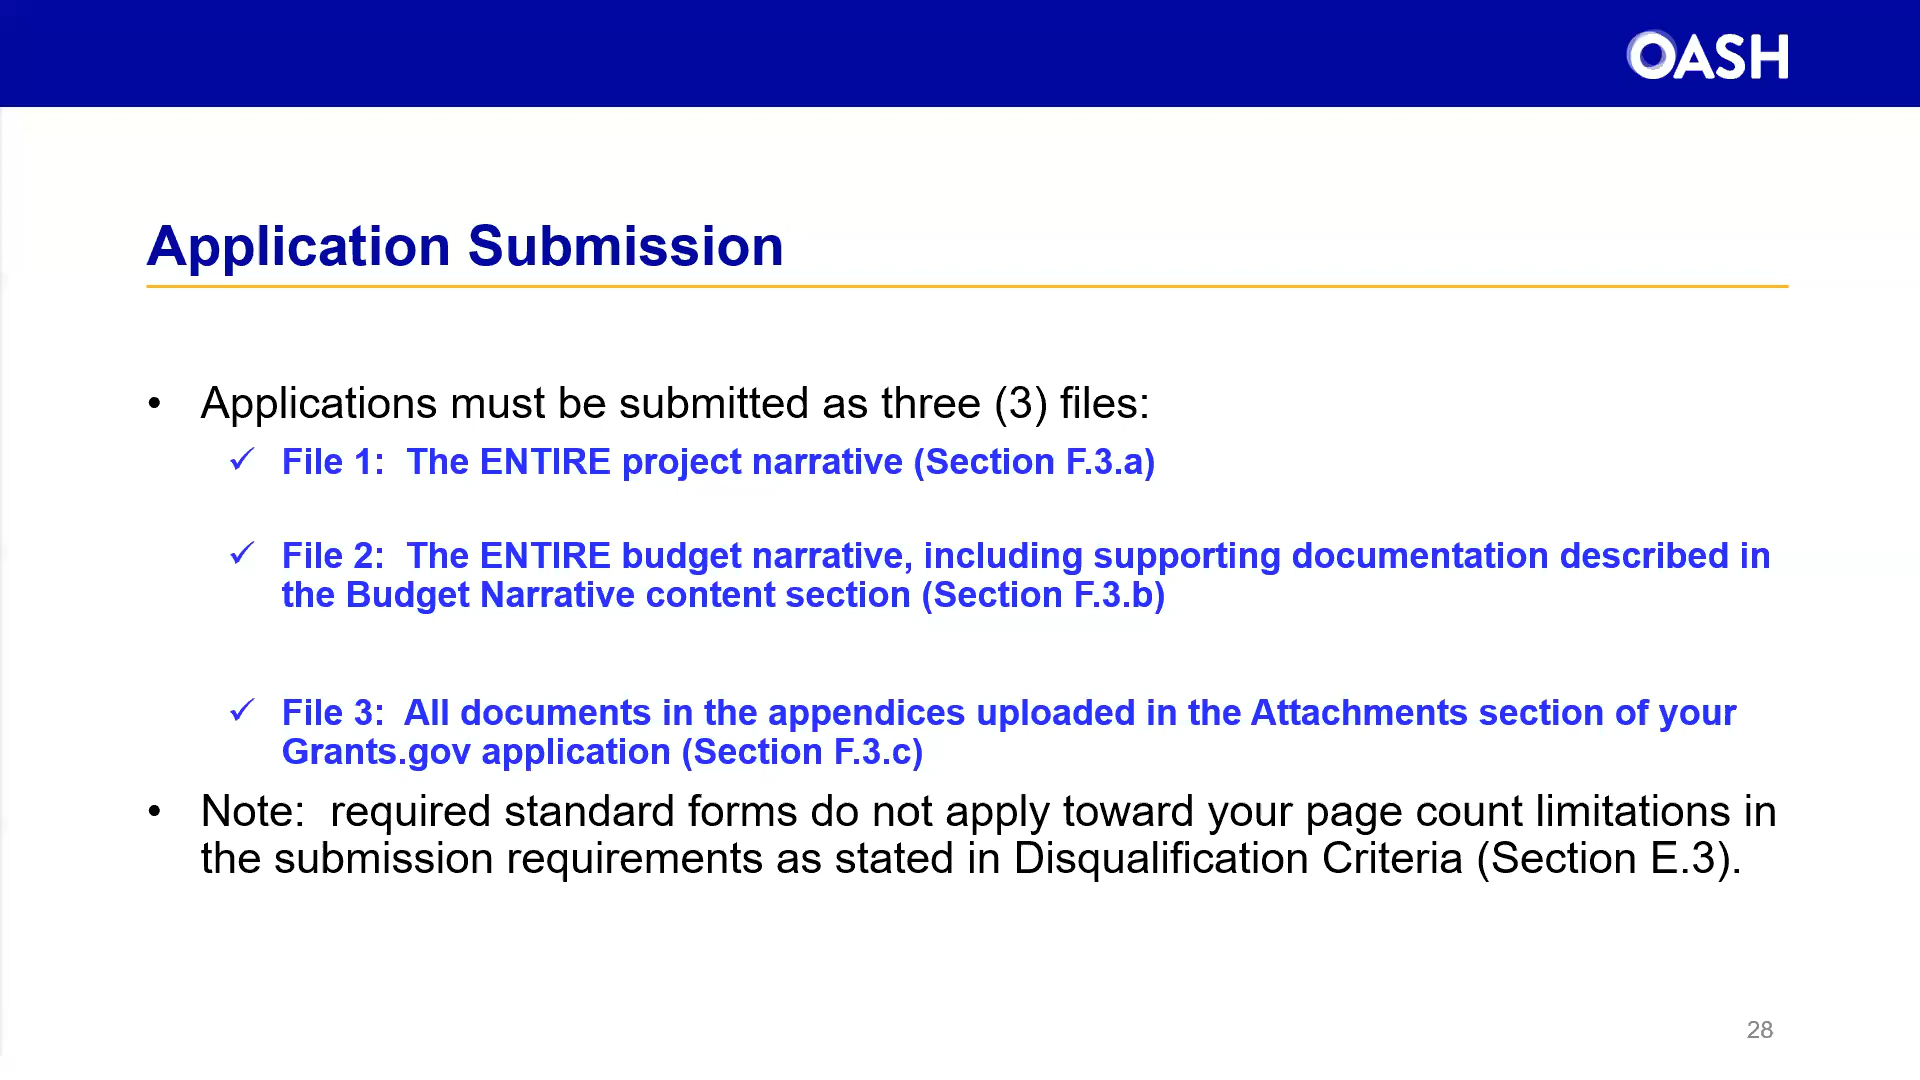 OASH
Application Submission
• Applications must be submitted as three (3) files:
✓ File 1:  The ENTIRE project narrative (Section F.3.a)
✓ File 2:  The ENTIRE budget narrative, including supporting documentation described in
the Budget Narrative content section (Section F.3.b)
✓ File 3:  All documents in the appendices uploaded in the Attachments section of your
Grants.gov application (Section F.3.c)
• Note:  required standard forms do not apply toward your page count limitations in
the submission requirements as stated in Disqualification Criteria (Section E.3).
28